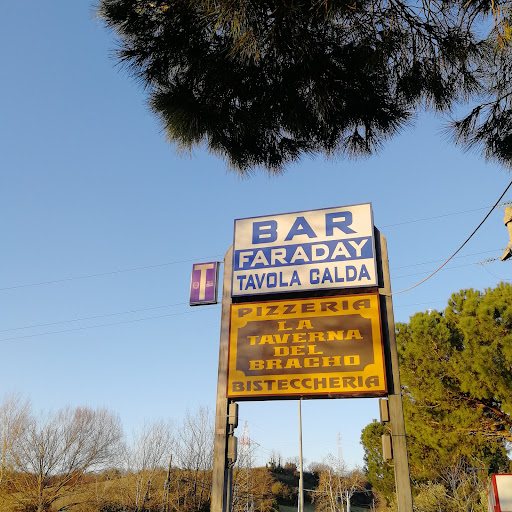 BAR
FARADAY
TAVOLA CALDA
T
PIZZERIA
LA
TAVERNA
DEL
BRACHO
BISTECCHERIA